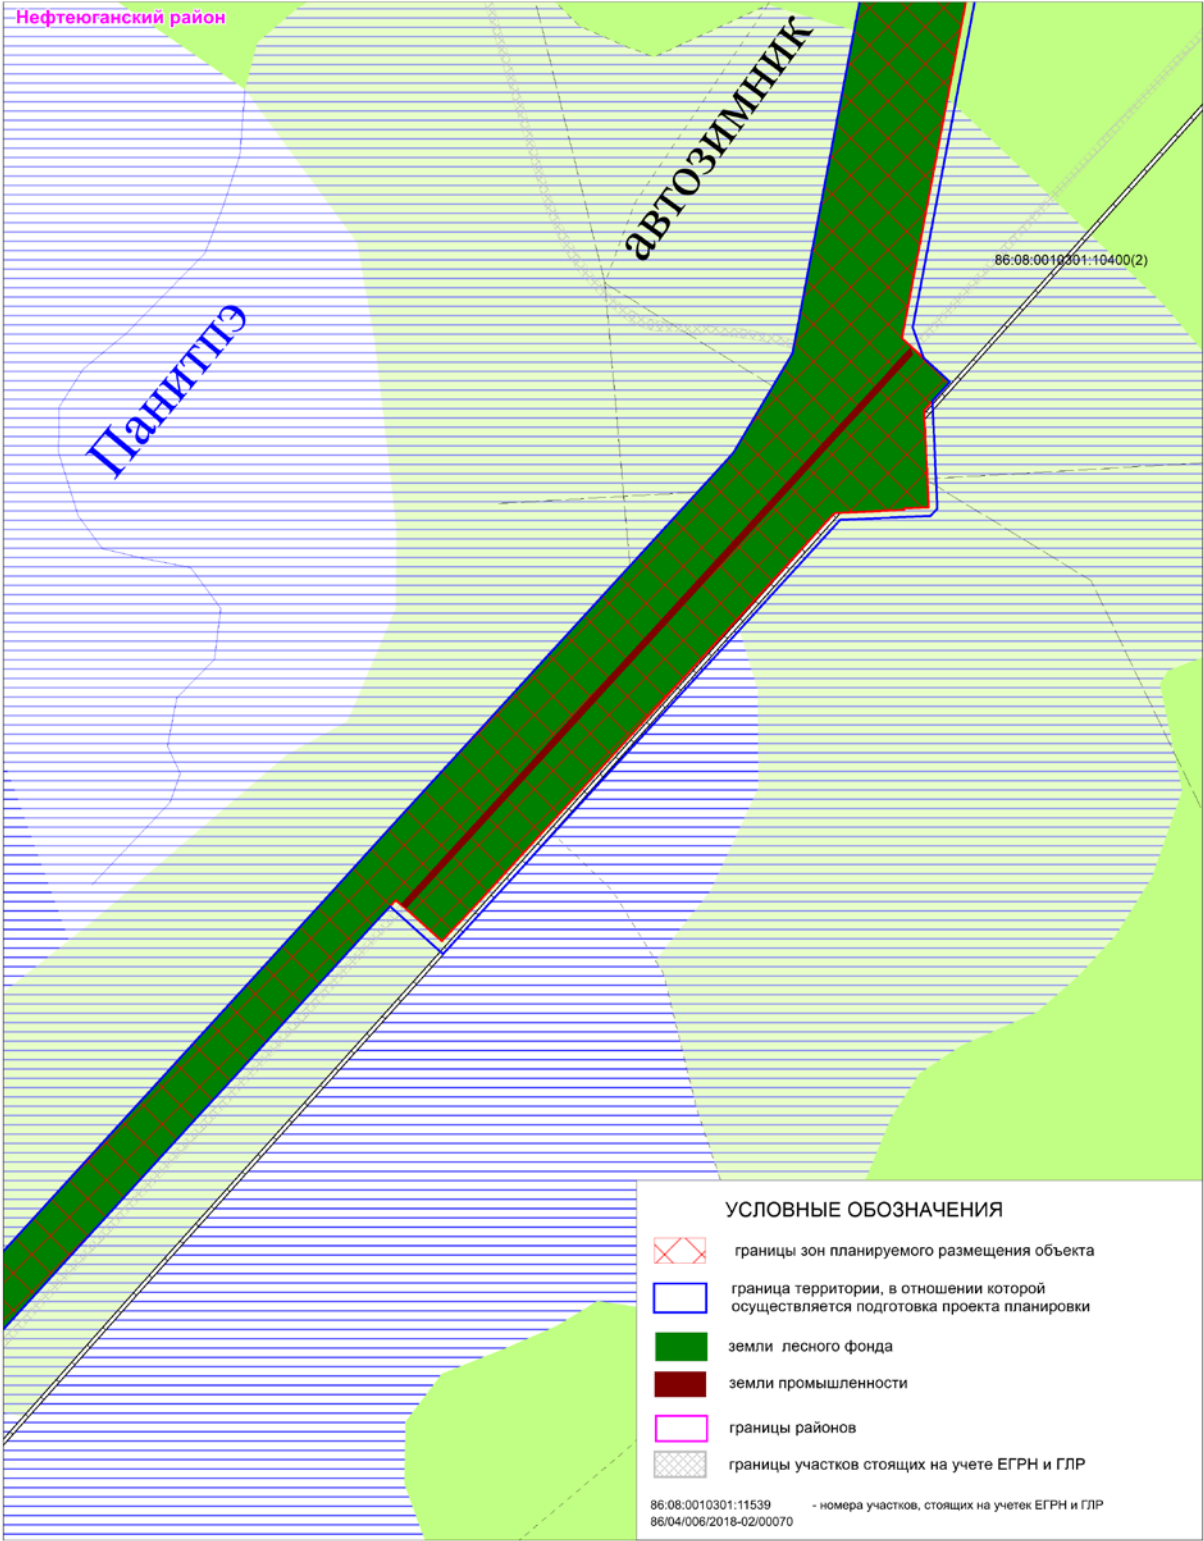 Нефтеюганский район
автозимник
86:08:0010301:10400(2)
Панитпэ
УСЛОВНЫЕ ОБОЗНАЧЕНИЯ
границы зон планируемого размещения объекта
граница территории, в отношении которой
осуществляется подготовка проекта планировки
земли лесного фонда
земли промышленности
границы районов
границы участков стоящих на учете ЕГРН и ГЛР
86:08:0010301:11539 - номера участков, стоящих на учетек ЕГРН и ГЛР
86/04/006/2018-02/00070